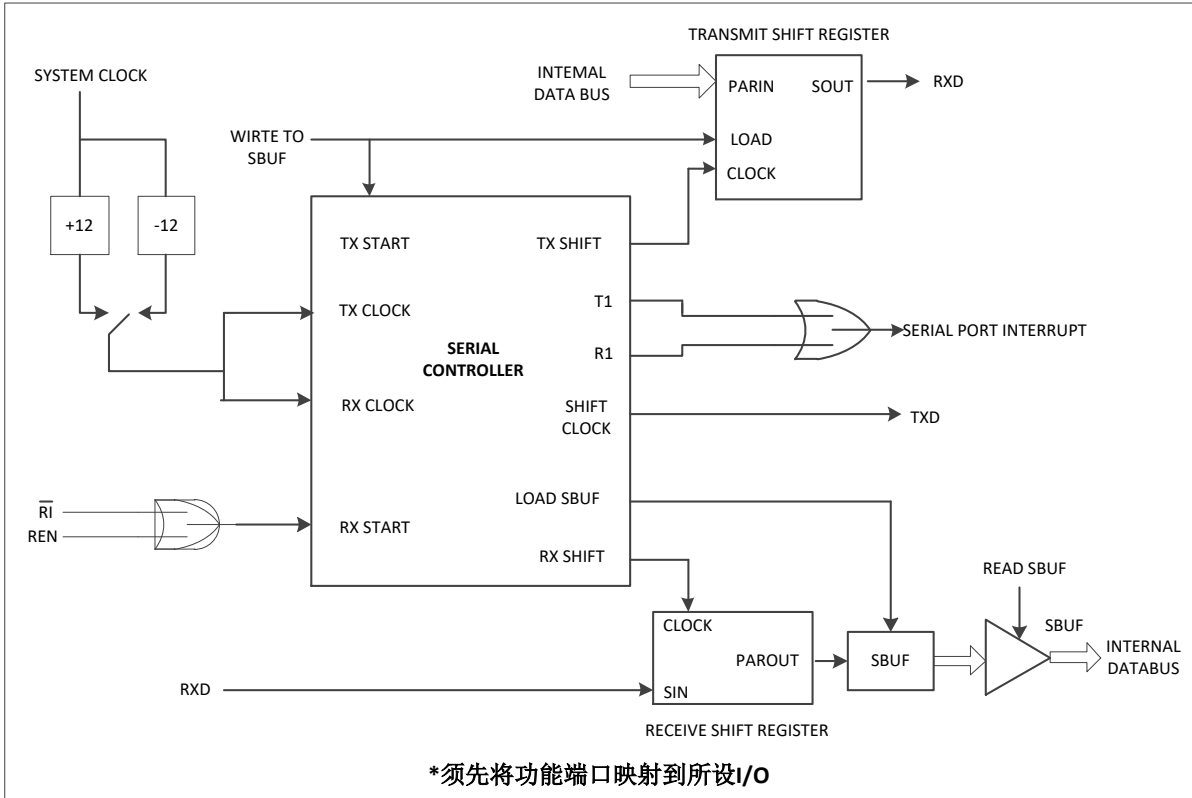 TRANSMIT SHIFT REGISTER
SYSTEM CLOCK
INTEMAL
DATA BUS
PARIN
SOUT
RXD
WIRTE TO
SBUF
LOAD
CLOCK
+12
-12
TX START
TX SHIFT
TX CLOCK
T1
SERIAL PORT INTERRUPT
R1
SERIAL
CONTROLLER
RX CLOCK
SHIFT
CLOCK
TXD
LOAD SBUF
RI
REN
RX START
RX SHIFT
READ SBUF
CLOCK
SBUF
PAROUT
SBUF
INTERNAL
DATABUS
RXD
SIN
RECEIVE SHIFT REGISTER
*须先将功能端口映射到所设I/O